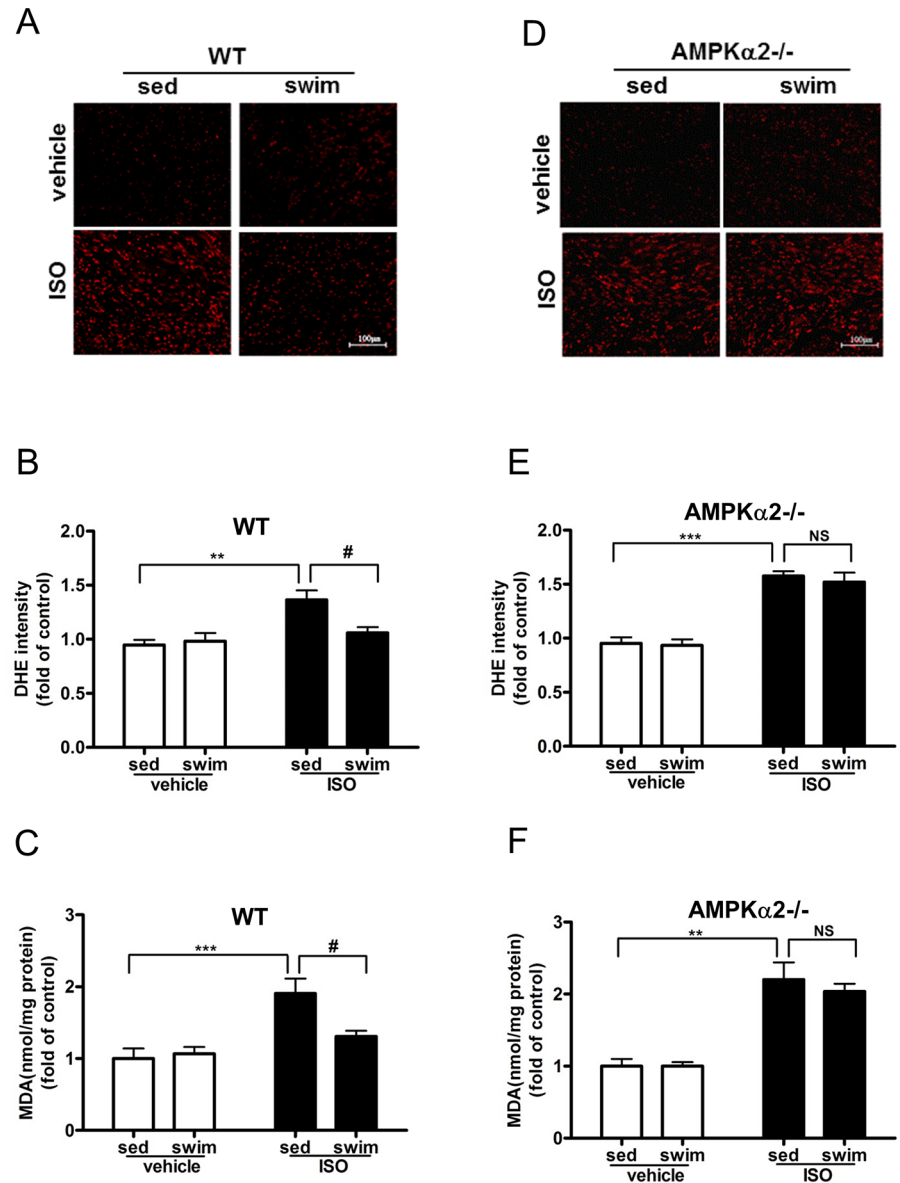 A
WT
sed swim
vehicle
ISO
100μm
D
AMPKα2-/-
sed swim
vehicle
ISO
100μm
B
WT
DHE intensity
(fold of control)
2.0
1.5
1.0
0.5
0.0
** #
sed swim sed swim
vehicle ISO
E
AMPKα2-/-
DHE intensity
(fold of control)
2.0
1.5
1.0
0.5
0.0
*** NS
sed swim sed swim
vehicle ISO
C
WT
MDA(nmol/mg protein)
(fold of control)
3
2
1
0
*** #
sed swim sed swim
vehicle ISO
F
AMPKα2-/-
MDA(nmol/mg protein)
(fold of control)
3
2
1
0
** NS
sed swim sed swim
vehicle ISO